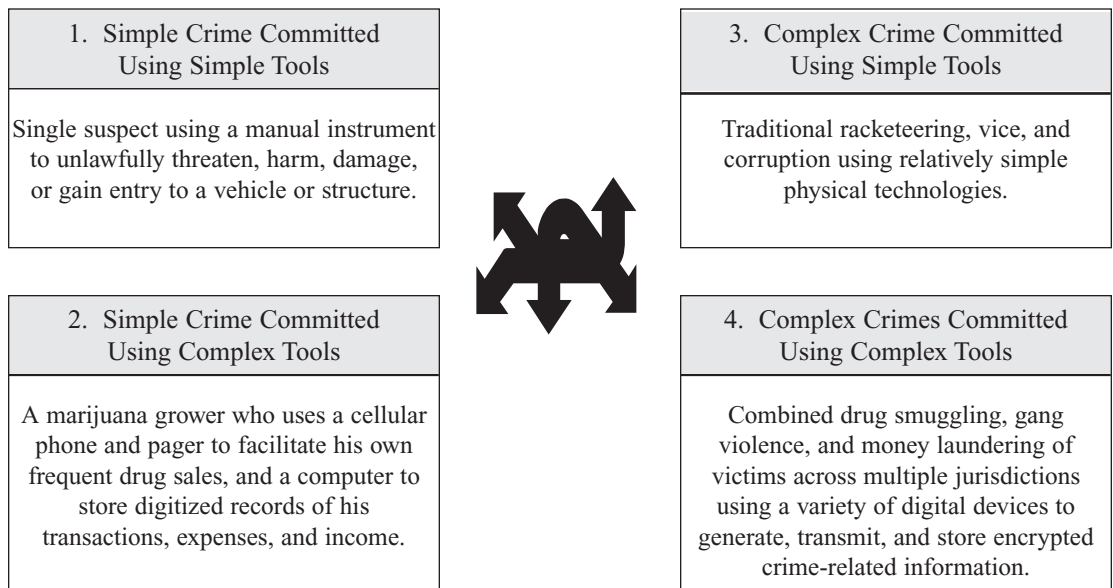 1. Simple Crime Committed
Using Simple Tools
Single suspect using a manual instrument
to unlawfully threaten, harm, damage,
or gain entry to a vehicle or structure.
2. Simple Crime Committed
Using Complex Tools
A marijuana grower who uses a cellular
phone and pager to facilitate his own
frequent drug sales, and a computer to
store digitized records of his
transactions, expenses, and income.
3. Complex Crime Committed
Using Simple Tools
Traditional racketeering, vice, and
corruption using relatively simple
physical technologies.
4. Complex Crimes Committed
Using Complex Tools
Combined drug smuggling, gang
violence, and money laundering of
victims across multiple jurisdictions
using a variety of digital devices to
generate, transmit, and store encrypted
crime-related information.